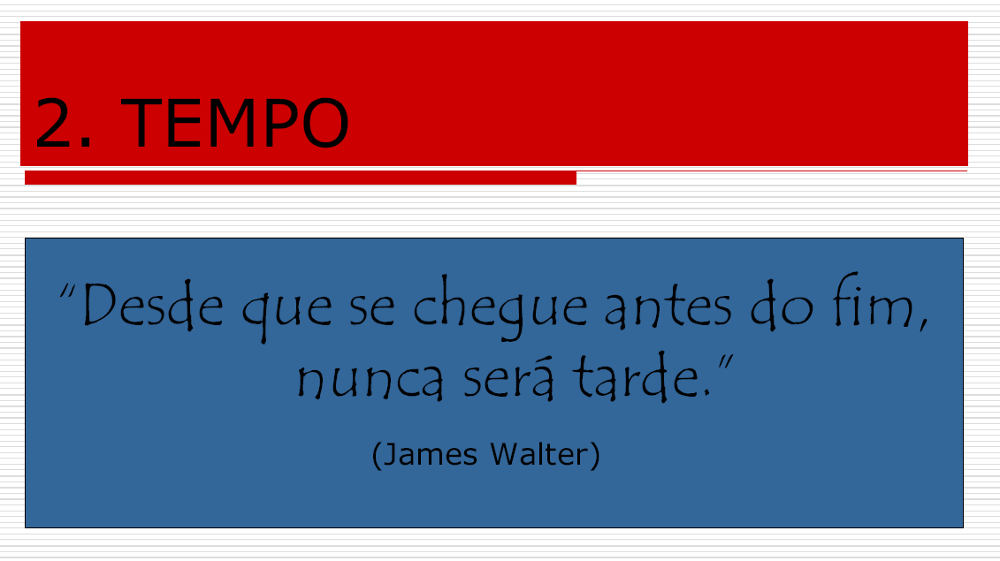 2. TEMPO
“Desde que se chegue antes do fim,
nunca será tarde.”
(James Walter)